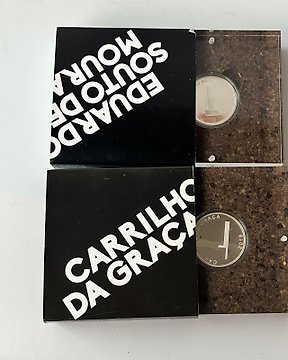 EDUARDO
SOUTO DE
MOURA
CARRILHO
DA GRAÇA